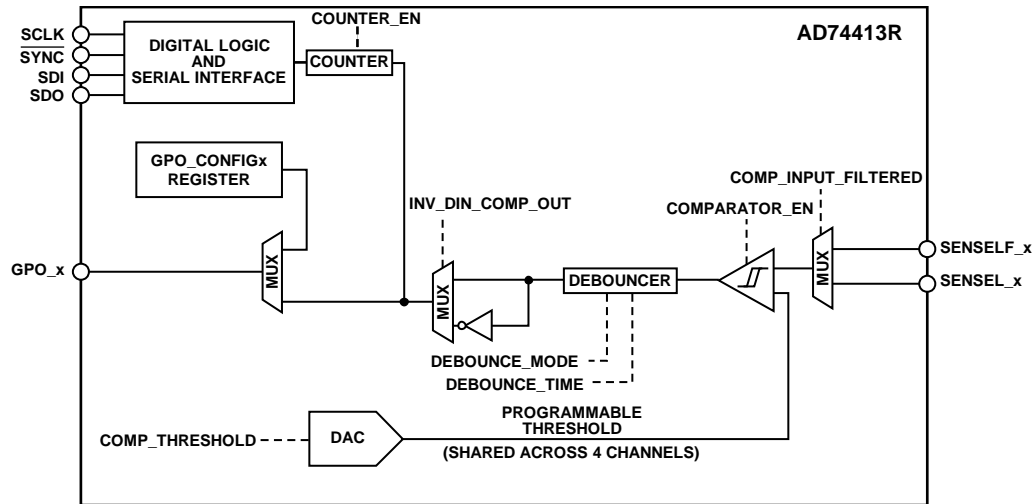 COUNTER_EN
AD74413R
SCLK
SYNC
SDI
SDO
DIGITAL LOGIC
AND
SERIAL INTERFACE
COUNTER
GPO_CONFIGx
REGISTER
COMP_INPUT_FILTERED
INV_DIN_COMP_OUT
COMPARATOR_EN
SENSELF_x
SENSEL_x
GPO_x
MUX
MUX
DEBOUNCER
MUX
DEBOUNCE_MODE
DEBOUNCE_TIME
COMP_THRESHOLD
DAC
PROGRAMMABLE
THRESHOLD
(SHARED ACROSS 4 CHANNELS)